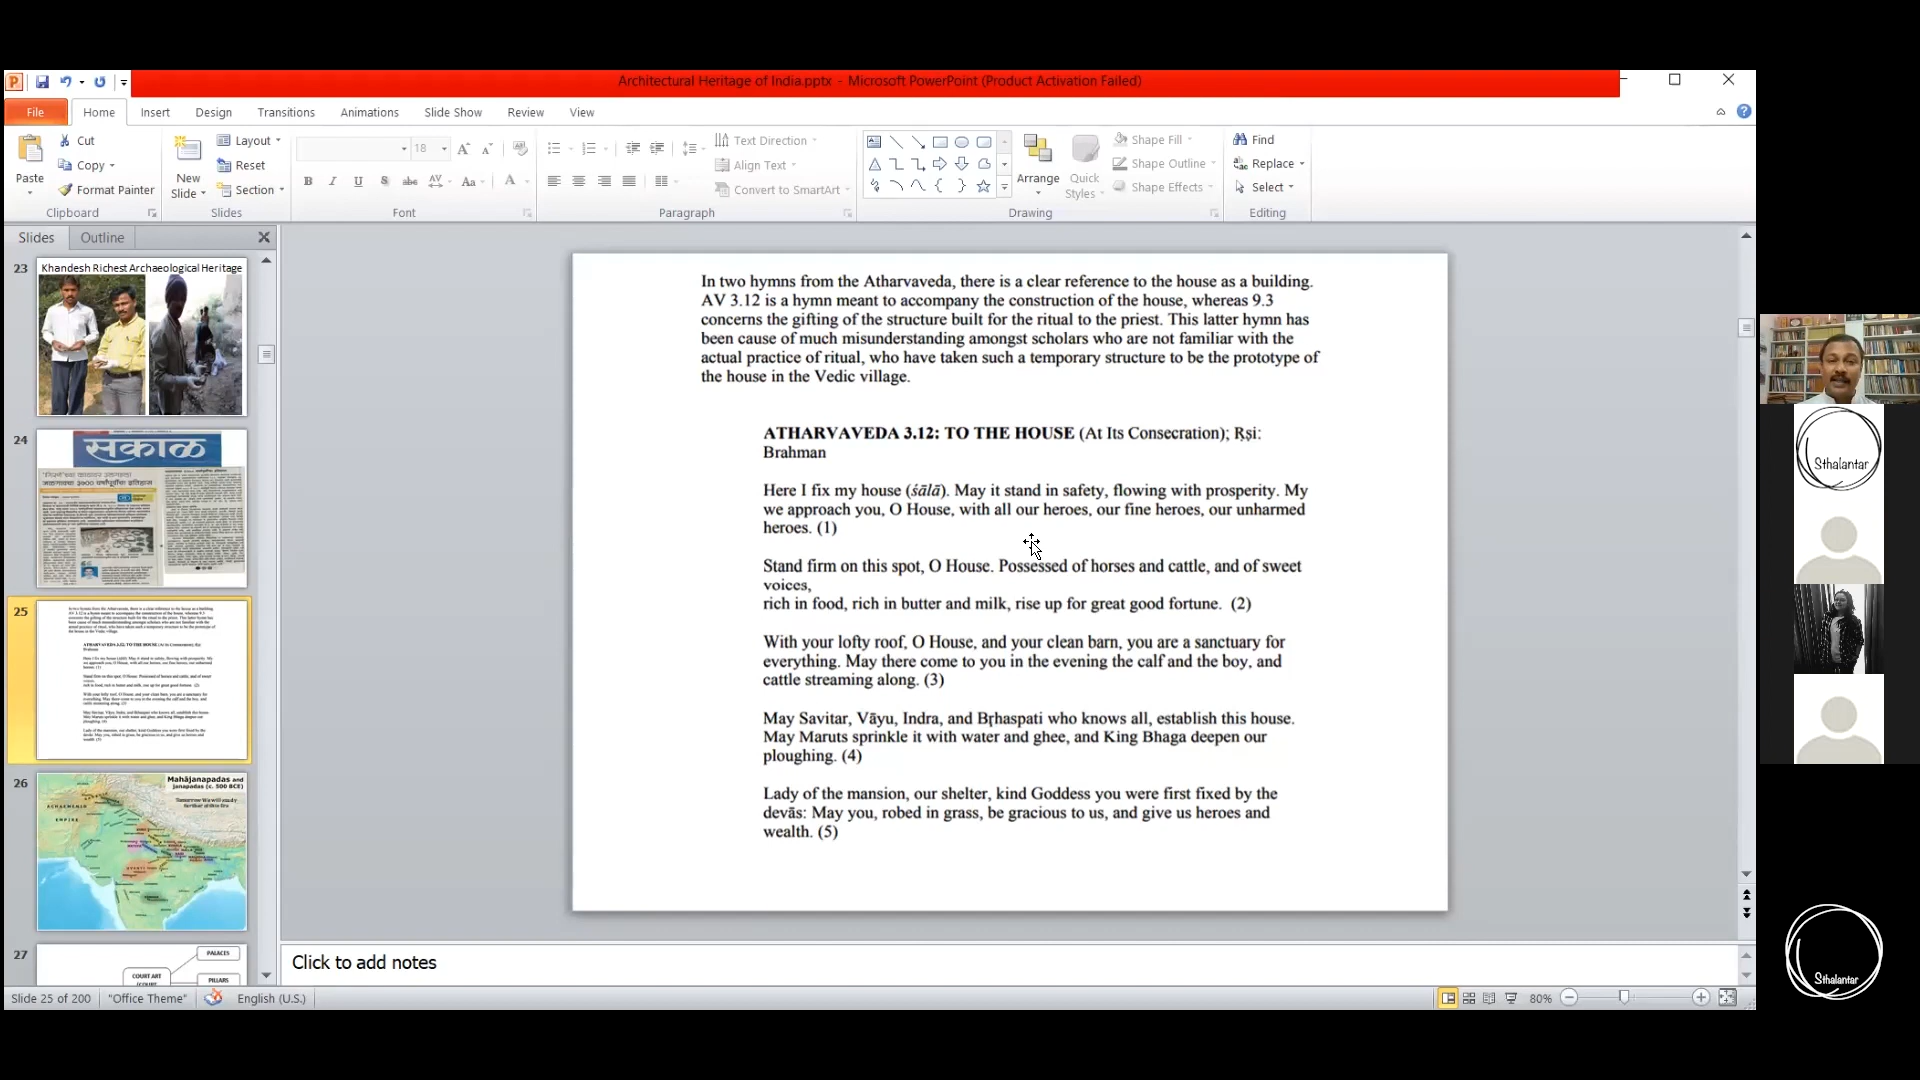 Architectural Heritage of India.pptx - Microsoft PowerPoint (Product Activation Failed)
File Home Insert Design Transitions Animations Slide Show Review View
Paste
Cut
Copy
Format Painter
Clipboard
New Slide
Layout
Reset
Section
Slides
18
Font
Text Direction
Align Text
Convert to SmartArt
Paragraph
Arrange
Quick Styles
Shape Fill
Shape Outline
Shape Effects
Drawing
Find
Replace
Select
Editing
Slides Outline
23
Khandesh Richest Archaeological Heritage
24
सकाळ
25
26
Mahājanapadas and
janapadas (c. 500 BCE)
27
PALACES
COURT ART
PILLARS
In two hymns from the Atharvaveda, there is a clear reference to the house as a building.
AV 3.12 is a hymn meant to accompany the construction of the house, whereas 9.3
concerns the gifting of the structure built for the ritual to the priest. This latter hymn has
been cause of much misunderstanding amongst scholars who are not familiar with the
actual practice of ritual, who have taken such a temporary structure to be the prototype of
the house in the Vedic village.
ATHARVAVEDA 3.12: TO THE HOUSE (At Its Consecration); Ṛṣi:
Brahman
Here I fix my house (śālā). May it stand in safety, flowing with prosperity. My
we approach you, O House, with all our heroes, our fine heroes, our unharmed
heroes. (1)
Stand firm on this spot, O House. Possessed of horses and cattle, and of sweet
voices,
rich in food, rich in butter and milk, rise up for great good fortune. (2)
With your lofty roof, O House, and your clean barn, you are a sanctuary for
everything. May there come to you in the evening the calf and the boy, and
cattle streaming along. (3)
May Savitar, Vāyu, Indra, and Bṛhaspati who knows all, establish this house.
May Maruts sprinkle it with water and ghee, and King Bhaga deepen our
ploughing. (4)
Lady of the mansion, our shelter, kind Goddess you were first fixed by the
devās: May you, robed in grass, be gracious to us, and give us heroes and
wealth. (5)
Click to add notes
Slide 25 of 200 "Office Theme" English (U.S.) 80%
Sthalantar
Sthalantar